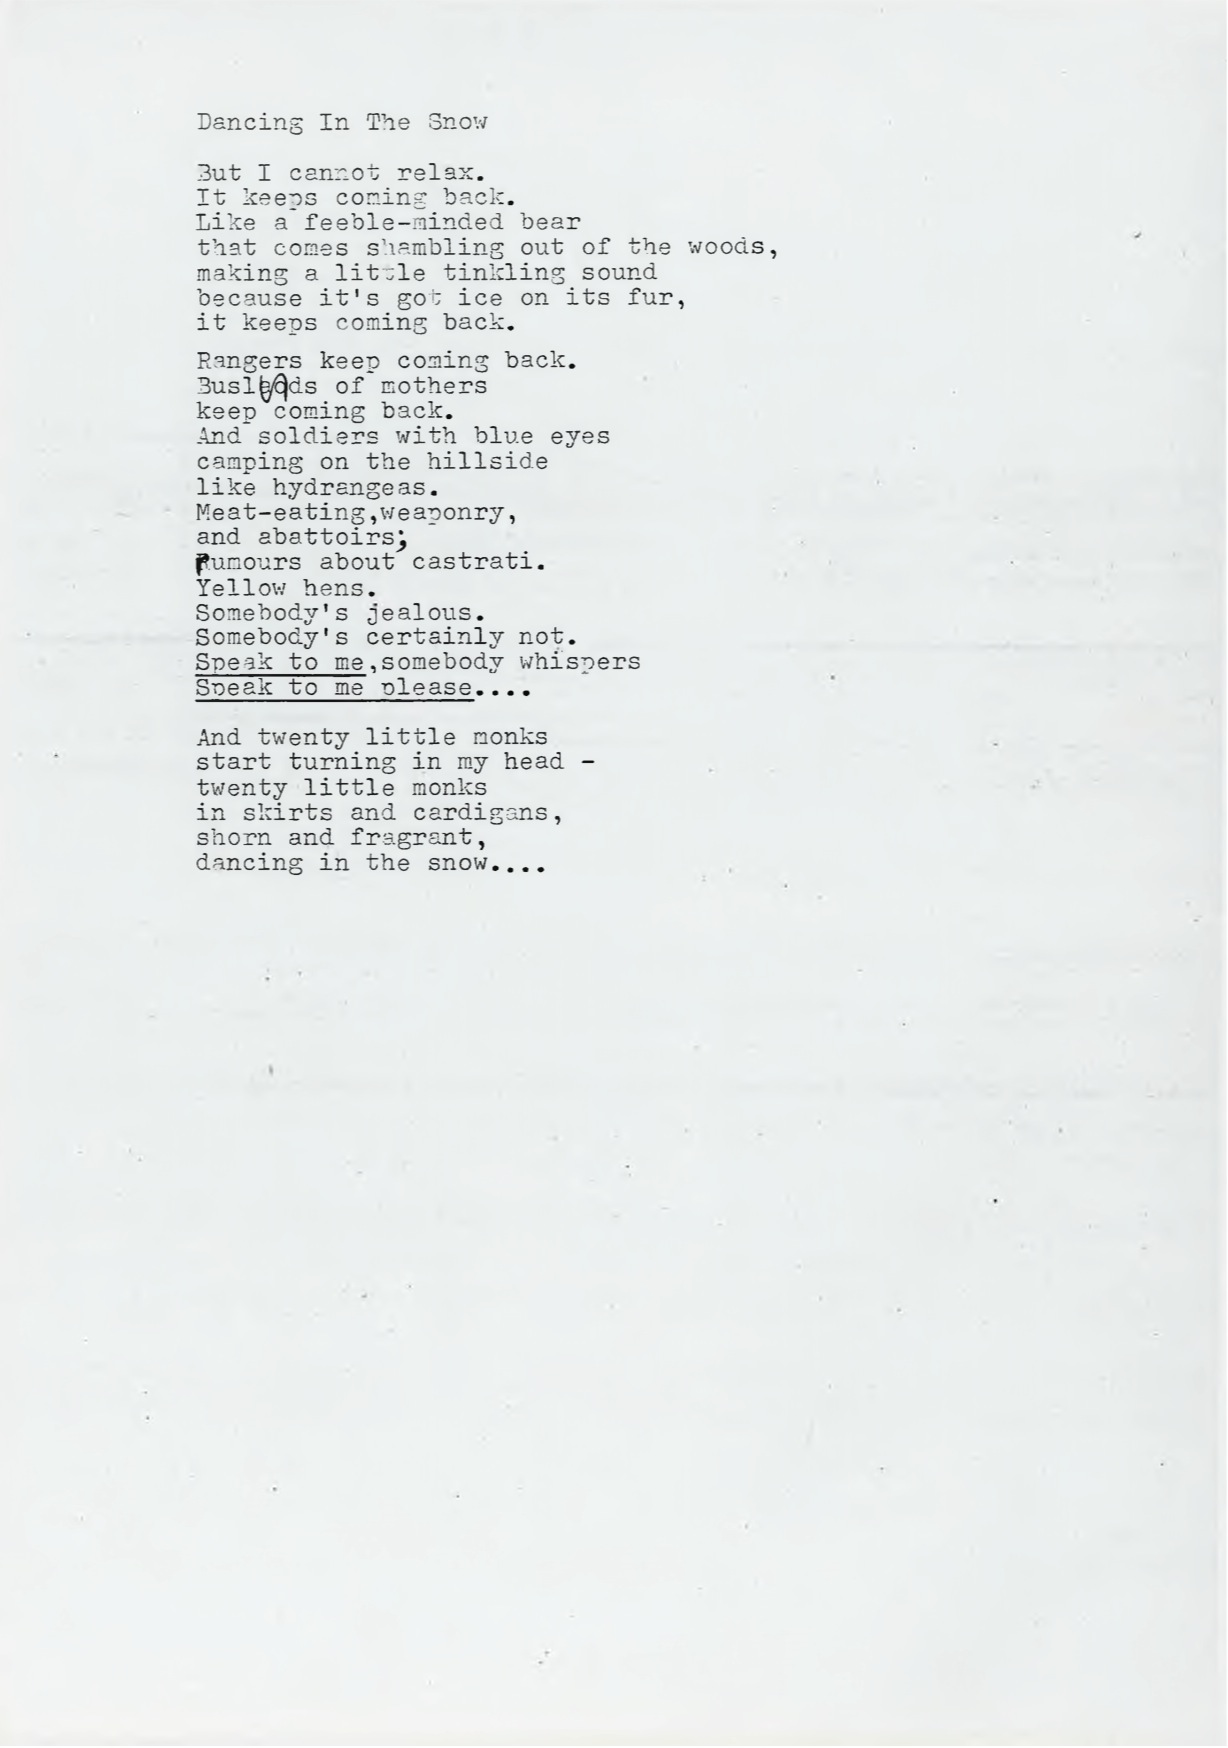 Dancing In The Snow
But I cannot relax.
It keeps coming back.
Like a feeble-minded bear
that comes shambling out of the woods,
making a little tinkling sound
because it's got ice on its fur,
it keeps coming back.
Rangers keep coming back.
Busloads of mothers
keep coming back.
And soldiers with blue eyes
camping on the hillside
like hydrangeas.
Meat-eating,weaponry,
and abattoirs;
rumours about castrati.
Yellow hens.
Somebody's jealous.
Somebody's certainly not.
Speak to me,somebody whispers
Speak to me please....
And twenty little monks
start turning in my head -
twenty little monks
in skirts and cardigans,
shorn and fragrant,
dancing in the snow....